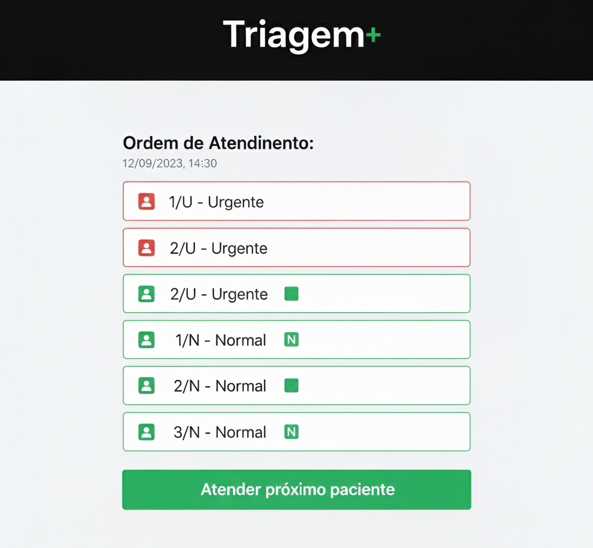 Triagem+
Ordem de Atendinento:
12/09/2023, 14:30
1/U - Urgente
2/U - Urgente
2/U - Urgente
1/N - Normal N
2/N - Normal
3/N - Normal N
Atender próximo paciente